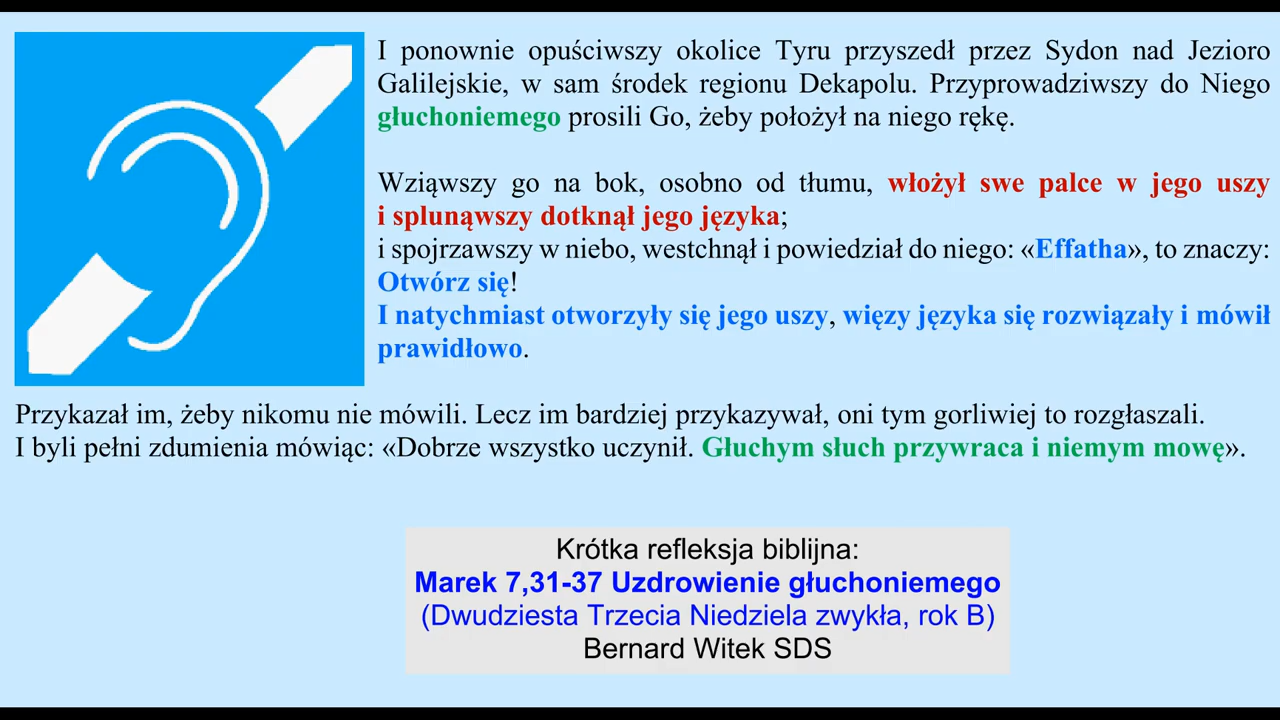 I ponownie opuściwszy okolice Tyru przyszedł przez Sydon nad Jezioro
Galilejskie, w sam środek regionu Dekapolu. Przyprowadziwszy do Niego
głuchoniemego prosili Go, żeby położył na niego rękę.
Wziąwszy go na bok, osobno od tłumu, włożył swe palce w jego uszy
i splunąwszy dotknął jego języka;
i spojrzawszy w niebo, westchnął i powiedział do niego: «Effatha», to znaczy:
Otwórz się!
I natychmiast otworzyły się jego uszy, więzy języka się rozwiązały i mówił
prawidłowo.
Przykazał im, żeby nikomu nie mówili. Lecz im bardziej przykazywał, oni tym gorliwiej to rozgłaszali.
I byli pełni zdumienia mówiąc: «Dobrze wszystko uczynił. Głuchym słuch przywraca i niemym mowę».
Krótka refleksja biblijna:
Marek 7,31-37 Uzdrowienie głuchoniemego
(Dwudziesta Trzecia Niedziela zwykła, rok B)
Bernard Witek SDS